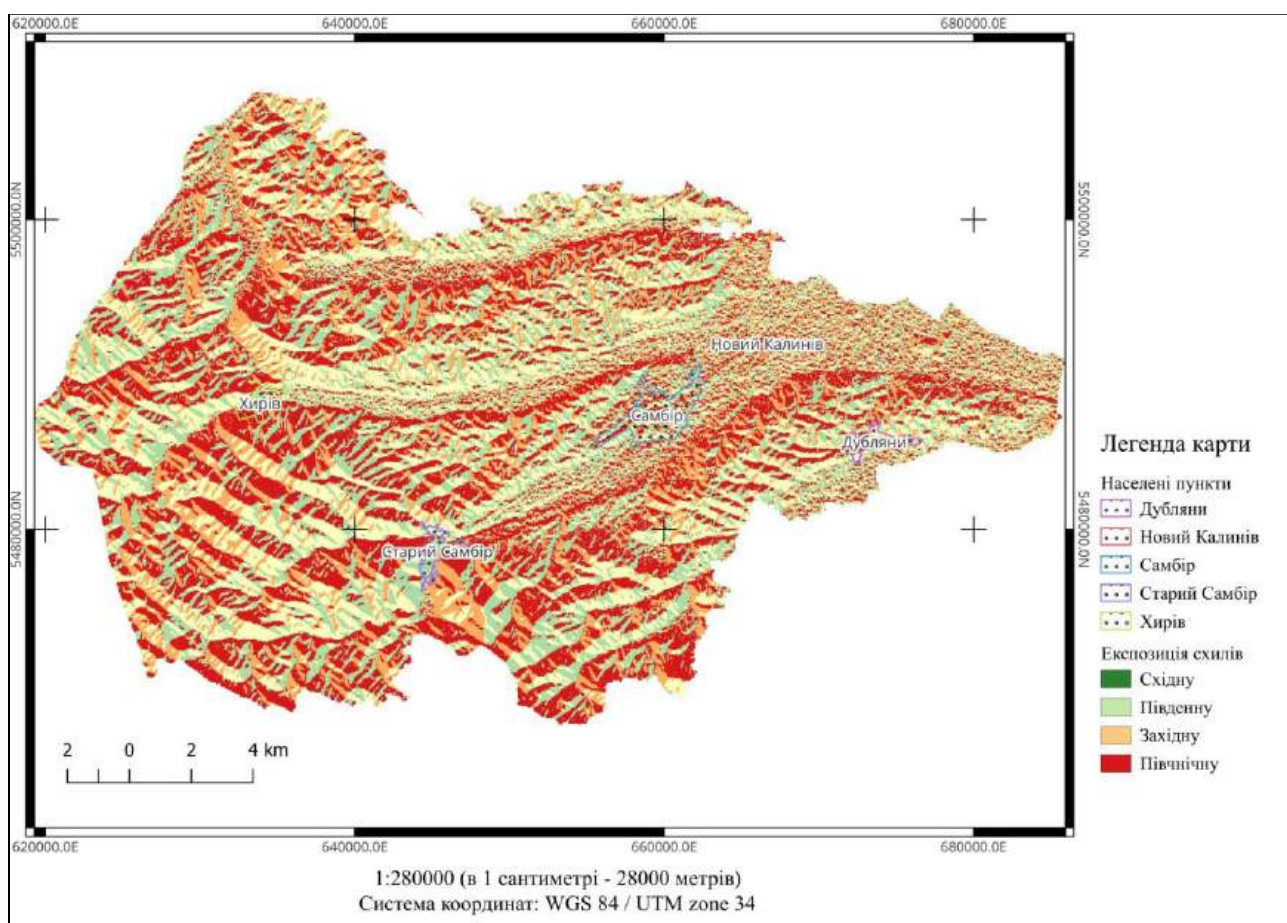 620000.0E 640000.0E 660000.0E 680000.0E
5500000.0N 5500000.0N
Новий Калинів
Хирів
Самбір
Дубляни
5480000.0N 5480000.0N
Старий Самбір
2 0 2 4 km
620000.0E 640000.0E 660000.0E 680000.0E
1:280000 (в 1 сантиметрі - 28000 метрів)
Система координат: WGS 84 / UTM zone 34
Легенда карти
Населені пункти
Дубляни
Новий Калинів
Самбір
Старий Самбір
Хирів
Експозиція схилів
Східну
Південну
Західну
Північну